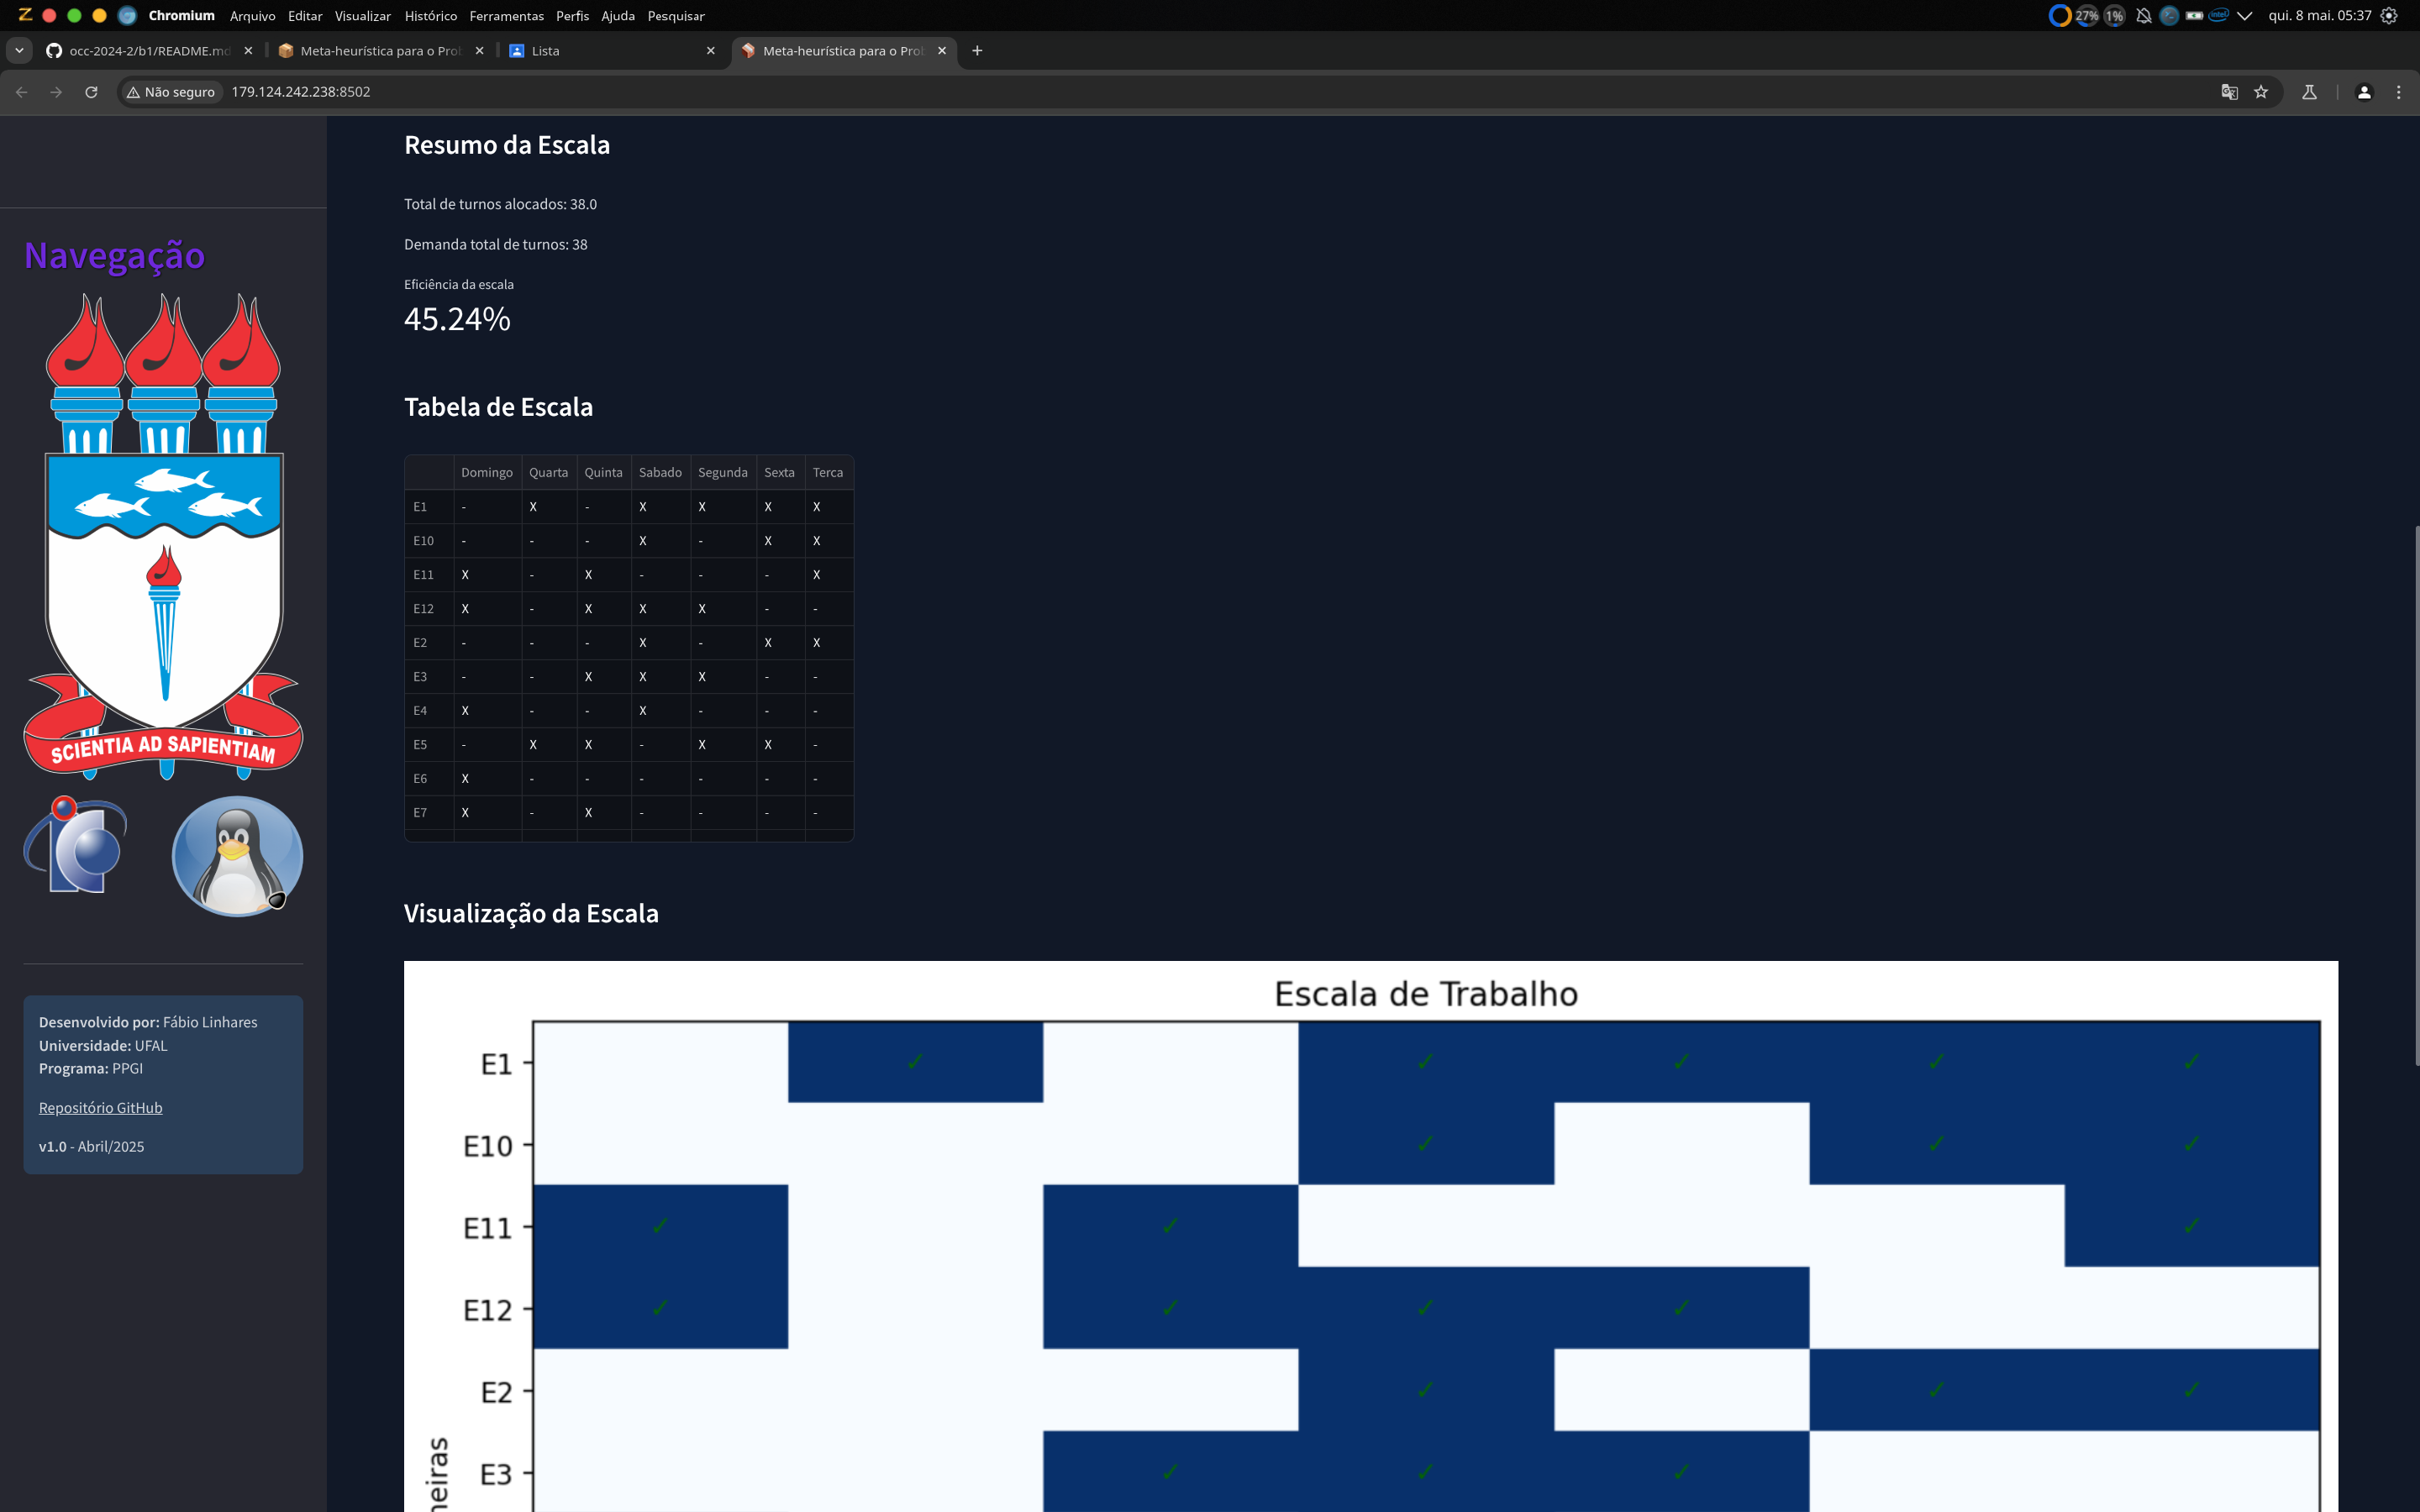 Chromium Arquivo Editar Visualizar Histórico Ferramentas Perfis Ajuda Pesquisar 27% 1% intel qui. 8 mai. 05:37
occ-2024-2/b1/README.md Meta-heurística para o Pro Lista Meta-heurística para o Pro
Não seguro 179.124.242.238:8502
Navegação
SCIENTIA AD SAPIENTIAM
Desenvolvido por: Fábio Linhares
Universidade: UFAL
Programa: PPGI
Repositório GitHub
v1.0 - Abril/2025
Resumo da Escala
Total de turnos alocados: 38.0
Demanda total de turnos: 38
Eficiência da escala
45.24%
Tabela de Escala
Domingo Quarta Quinta Sabado Segunda Sexta Terca
E1 - X - X X X X
E10 - - - X - X X
E11 X - X - - - X
E12 X - X X X - -
E2 - - - X - X X
E3 - - X X X - -
E4 X - - X - - -
E5 - X X - X X -
E6 X - - - - - -
E7 X - X - - - -
Visualização da Escala
Escala de Trabalho
E1 ✓ ✓ ✓ ✓ ✓
E10 ✓ ✓ ✓
E11 ✓ ✓ ✓
E12 ✓ ✓ ✓ ✓
E2 ✓ ✓ ✓
E3 ✓ ✓ ✓
neiras